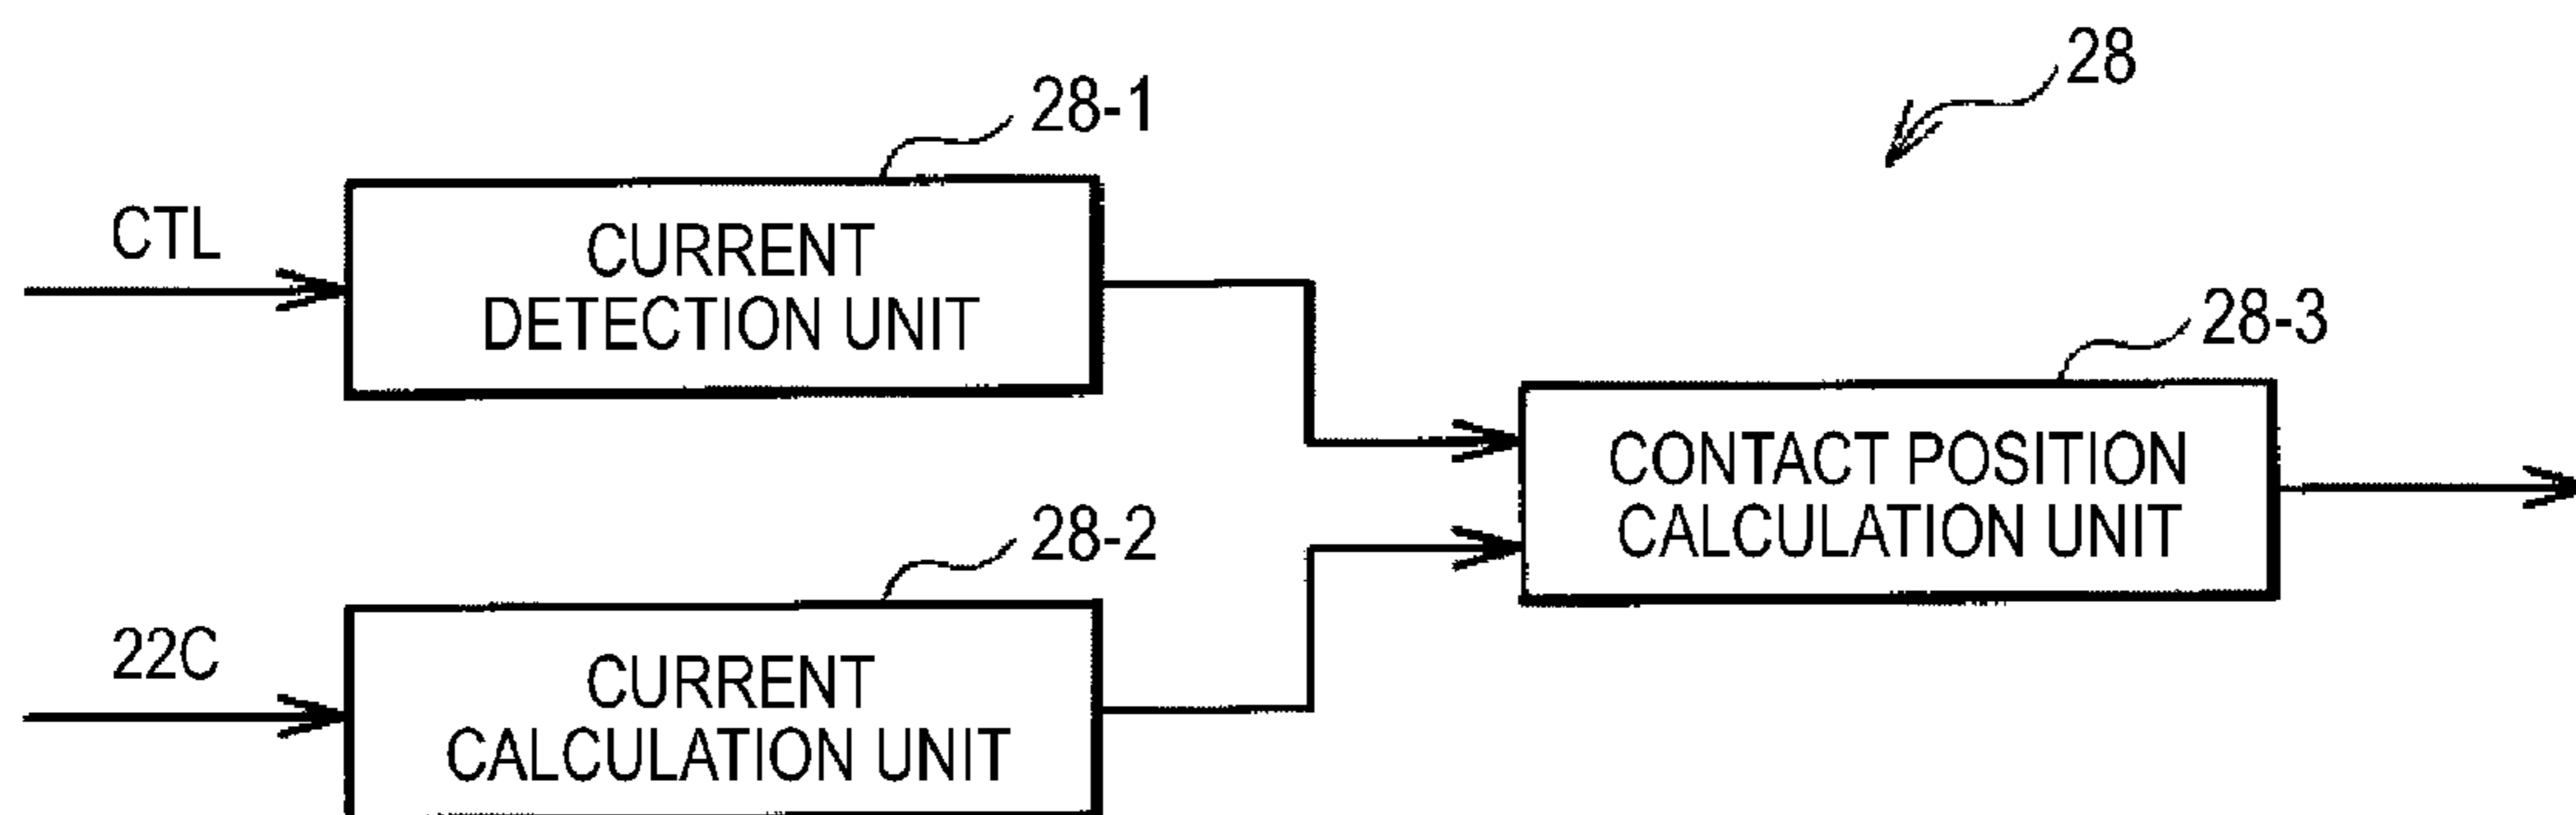 28
28-1
CTL
CURRENT
DETECTION UNIT
28-3
CONTACT POSITION
CALCULATION UNIT
28-2
22C
CURRENT
CALCULATION UNIT